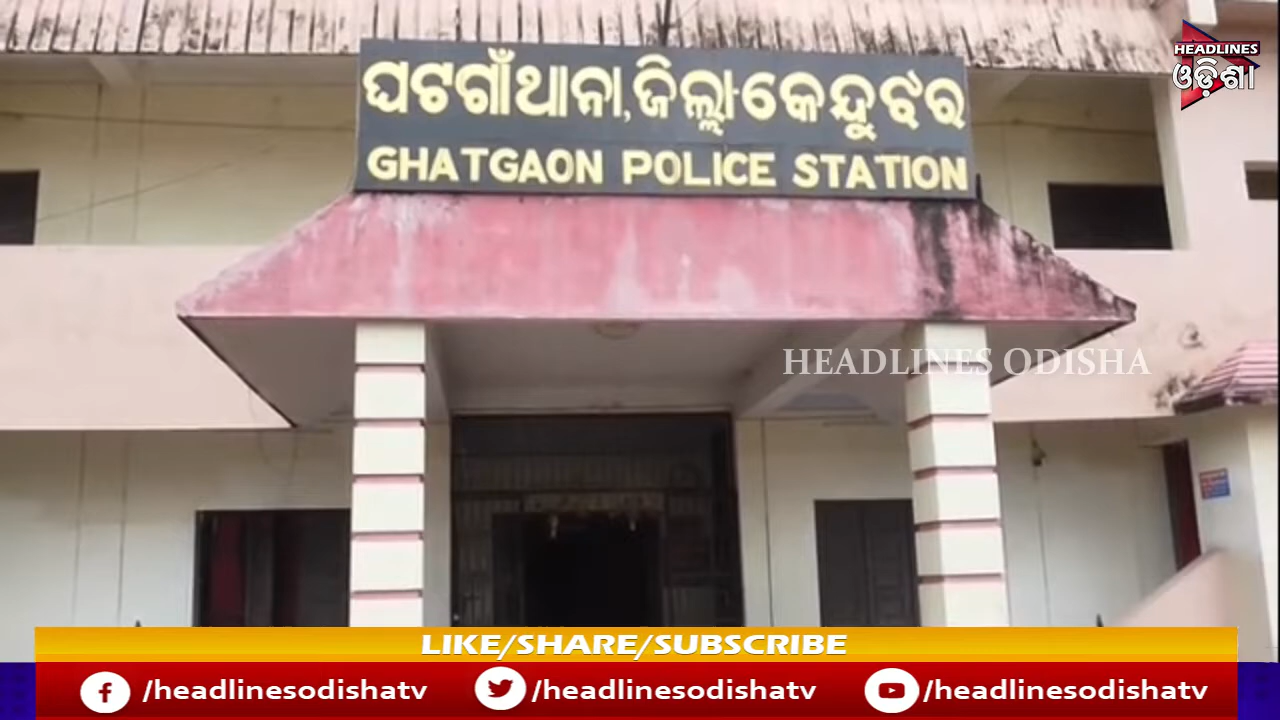 HEADLINES
ଓଡ଼ିଶା
ଘଟଗାଁଥାନା,ଜିଲ୍ଲା-କେନ୍ଦୁଝର
GHATGAON POLICE STATION
HEADLINES ODISHA
LIKE/SHARE/SUBSCRIBE
/headlinesodishatv /headlinesodishatv /headlinesodishatv